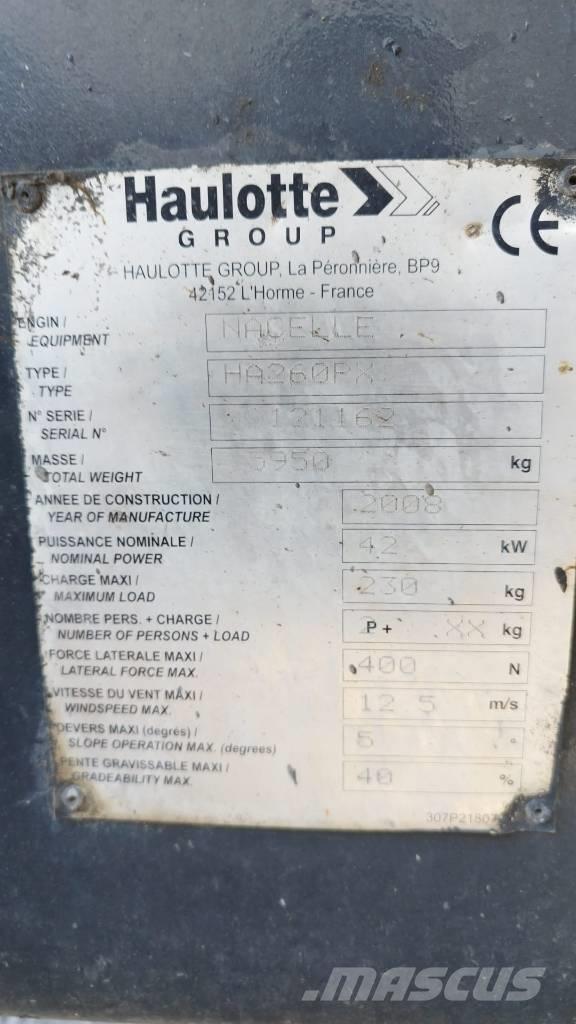 Haulotte
GROUP
CE
HAULOTTE GROUP, La Péronnière, BP9
42152 L'Horme - France
ENGIN / NACELLE
EQUIPMENT
TYPE / HA260PX
TYPE
N° SERIE / 121162
SERIAL N°
MASSE / kg
TOTAL WEIGHT
ANNEE DE CONSTRUCTION / 2008
YEAR OF MANUFACTURE
PUISSANCE NOMINALE / 42 kW
NOMINAL POWER
CHARGE MAXI / 230 kg
MAXIMUM LOAD
NOMBRE PERS. + CHARGE / P + XX kg
NUMBER OF PERSONS + LOAD
FORCE LATERALE MAXI / 400 N
LATERAL FORCE MAX.
VITESSE DU VENT MAXI / 12 5 m/s
WINDSPEED MAX.
DEVERS MAXI (degrés) / 5 °
SLOPE OPERATION MAX. (degrees)
PENTE GRAVISSABLE MAXI / 40 %
GRADEABILITY MAX.
MASCUS